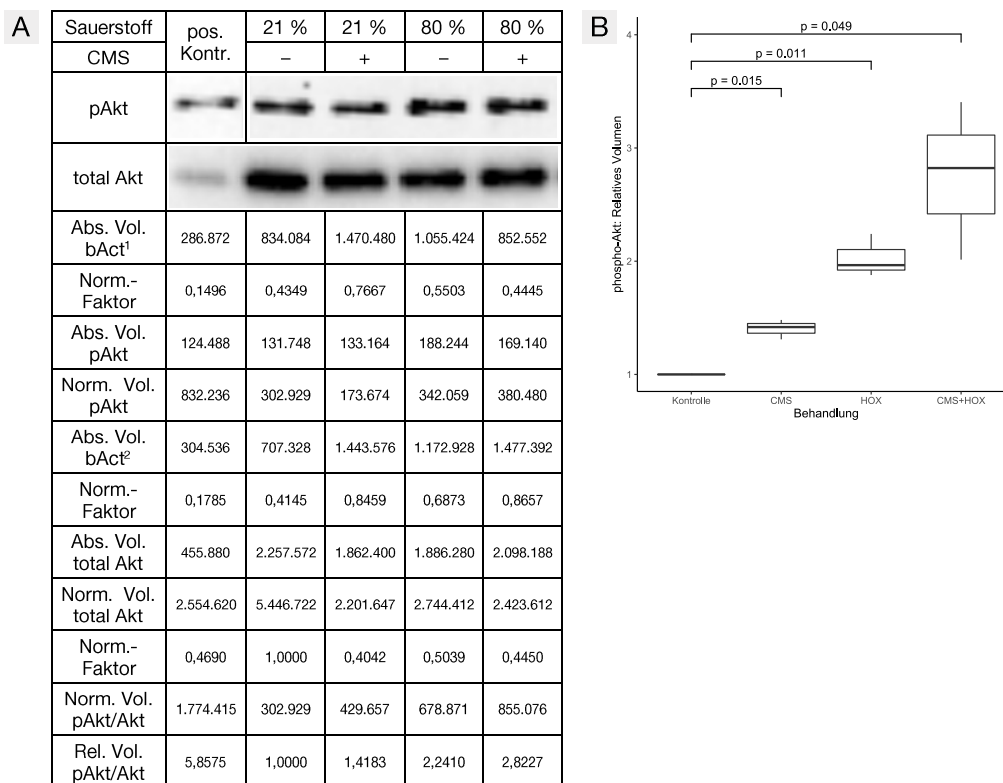 A
Sauerstoff pos. Kontr. 21 % 21 % 80 % 80 %
CMS – + – +
pAkt
total Akt
Abs. Vol. bAct¹ 286.872 834.084 1.470.480 1.055.424 852.552
Norm.-Faktor 0,1496 0,4349 0,7667 0,5503 0,4445
Abs. Vol. pAkt 124.488 131.748 133.164 188.244 169.140
Norm. Vol. pAkt 832.236 302.929 173.674 342.059 380.480
Abs. Vol. bAct² 304.536 707.328 1.443.576 1.172.928 1.477.392
Norm.-Faktor 0,1785 0,4145 0,8459 0,6873 0,8657
Abs. Vol. total Akt 455.880 2.257.572 1.862.400 1.886.280 2.098.188
Norm. Vol. total Akt 2.554.620 5.446.722 2.201.647 2.744.412 2.423.612
Norm.-Faktor 0,4690 1,0000 0,4042 0,5039 0,4450
Norm. Vol. pAkt/Akt 1.774.415 302.929 429.657 678.871 855.076
Rel. Vol. pAkt/Akt 5,8575 1,0000 1,4183 2,2410 2,8227
B
phospho-Akt: Relatives Volumen
4
3
2
1
p = 0.049
p = 0.011
p = 0.015
Kontrolle CMS HOX CMS+HOX
Behandlung